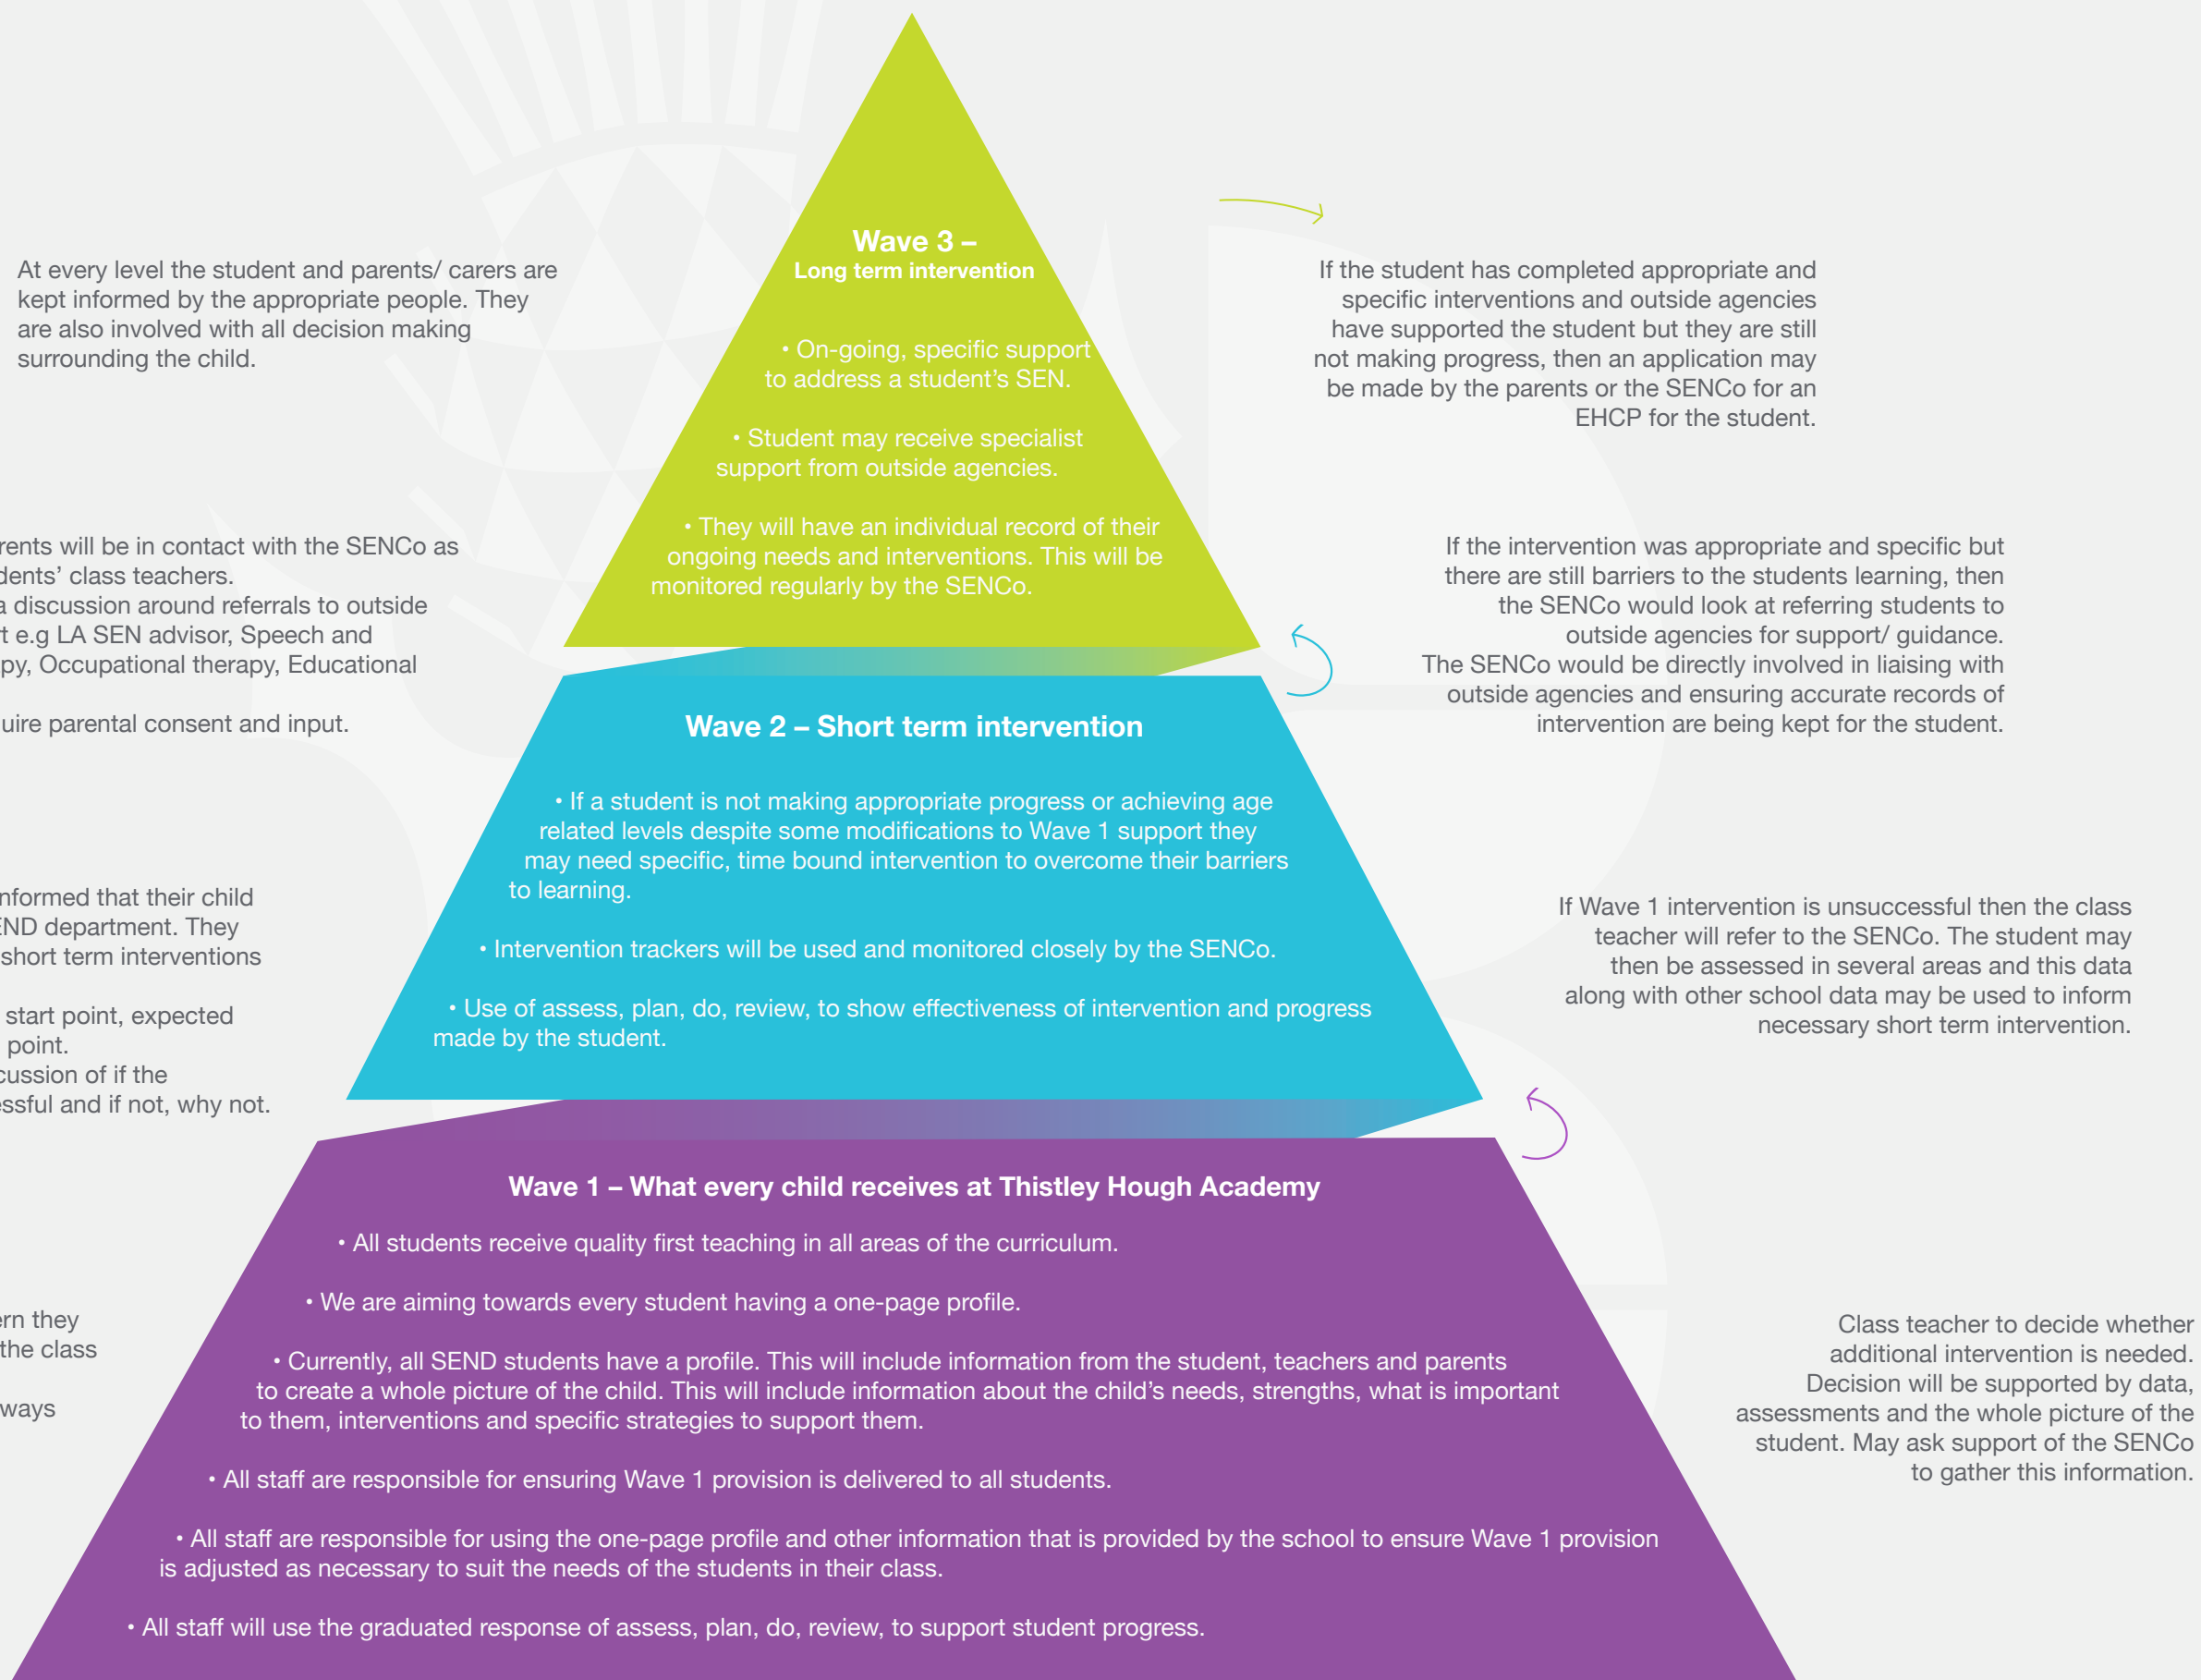 At every level the student and parents/ carers are
kept informed by the appropriate people. They
are also involved with all decision making
surrounding the child.
will be in contact with the SENCo as
class teachers.
a discussion around referrals to outside
e.g LA SEN advisor, Speech and
Occupational therapy, Educational
parental consent and input.
informed that their child
department. They
short term interventions
start point, expected
point.
of if the
and if not, why not.
they
the class
Wave 3 –
Long term intervention
• On-going, specific support
to address a student’s SEN.
• Student may receive specialist
support from outside agencies.
• They will have an individual record of their
ongoing needs and interventions. This will be
monitored regularly by the SENCo.
Wave 2 – Short term intervention
• If a student is not making appropriate progress or achieving age
related levels despite some modifications to Wave 1 support they
may need specific, time bound intervention to overcome their barriers
to learning.
• Intervention trackers will be used and monitored closely by the SENCo.
• Use of assess, plan, do, review, to show effectiveness of intervention and progress
made by the student.
Wave 1 – What every child receives at Thistley Hough Academy
• All students receive quality first teaching in all areas of the curriculum.
• We are aiming towards every student having a one-page profile.
• Currently, all SEND students have a profile. This will include information from the student, teachers and parents
to create a whole picture of the child. This will include information about the child’s needs, strengths, what is important
to them, interventions and specific strategies to support them.
• All staff are responsible for ensuring Wave 1 provision is delivered to all students.
• All staff are responsible for using the one-page profile and other information that is provided by the school to ensure Wave 1 provision
is adjusted as necessary to suit the needs of the students in their class.
• All staff will use the graduated response of assess, plan, do, review, to support student progress.
If the student has completed appropriate and
specific interventions and outside agencies
have supported the student but they are still
not making progress, then an application may
be made by the parents or the SENCo for an
EHCP for the student.
If the intervention was appropriate and specific but
there are still barriers to the students learning, then
the SENCo would look at referring students to
outside agencies for support/ guidance.
The SENCo would be directly involved in liaising with
outside agencies and ensuring accurate records of
intervention are being kept for the student.
If Wave 1 intervention is unsuccessful then the class
teacher will refer to the SENCo. The student may
then be assessed in several areas and this data
along with other school data may be used to inform
necessary short term intervention.
Class teacher to decide whether
additional intervention is needed.
Decision will be supported by data,
assessments and the whole picture of the
student. May ask support of the SENCo
to gather this information.